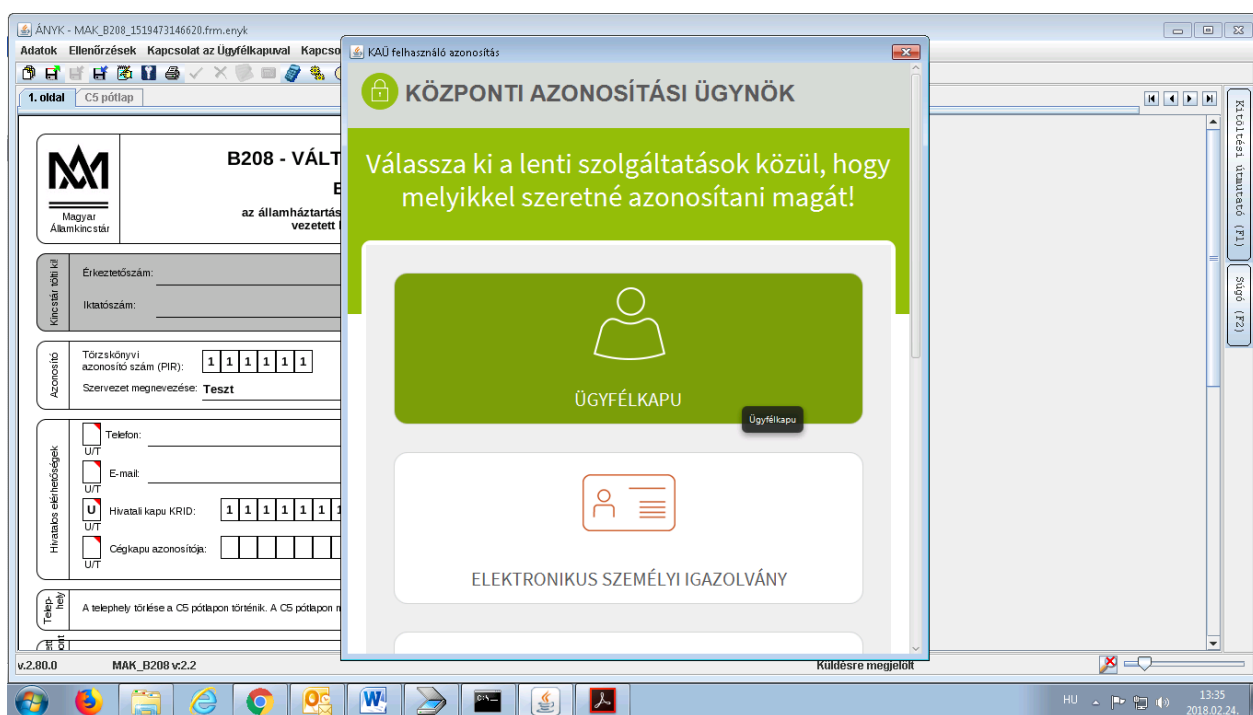 ÁNYK - MAK_B208_1519473146620.frm.enyk
Adatok Ellenőrzések Kapcsolat az Ügyfélkapuval Kapcso
1. oldal C5 pótlap
Magyar
Államkincstár
B208 - VÁLT
az államháztartás
vezetett
Kincstár tölti ki!
Érkeztetőszám:
Iktatószám:
Azonosító
Törzskönyvi
azonosító szám (PIR): 1 1 1 1 1 1
Szervezet megnevezése: Teszt
Hivatalos elérhetőségek
Telefon:
U/T
E-mail:
U/T
U Hivatali kapu KRID: 1 1 1 1 1 1 1
U/T
Cégkapu azonosítója:
U/T
Telep-
hely
A telephely törlése a C5 pótlapon történik. A C5 pótlapon
v.2.80.0 MAK_B208 v:2.2
Küldésre megjelölt
KAÜ felhasználó azonosítás
KÖZPONTI AZONOSÍTÁSI ÜGYNÖK
Válassza ki a lenti szolgáltatások közül, hogy
melyikkel szeretné azonosítani magát!
ÜGYFÉLKAPU
Ügyfélkapu
ELEKTRONIKUS SZEMÉLYI IGAZOLVÁNY
Kitöltési útmutató (F1)
Súgó (F2)
HU
13:35
2018.02.24.